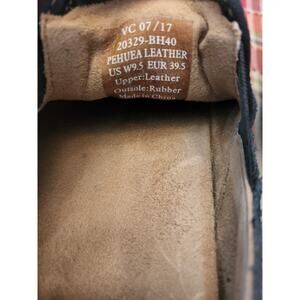 VC 07/17
20329-BH40
PEHUEA LEATHER
US W9.5 EUR 39.5
Upper:Leather
Outsole:Rubber
Made in China